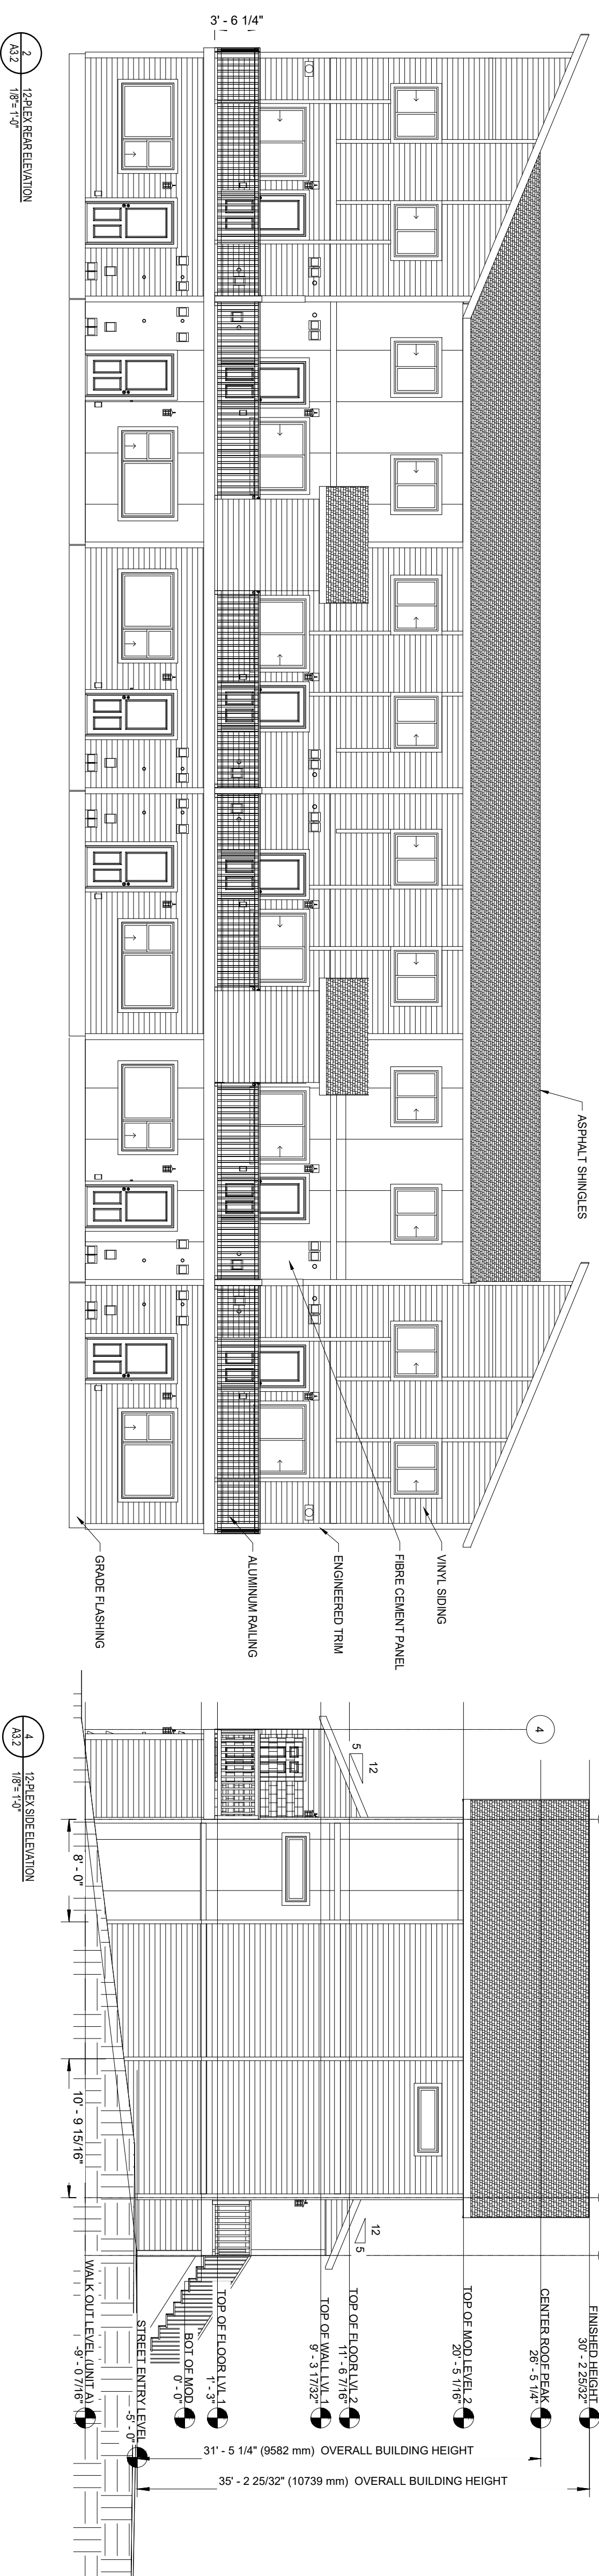 3' - 6 1/4"
ASPHALT SHINGLES
VINYL SIDING
FIBRE CEMENT PANEL
ENGINEERED TRIM
ALUMINUM RAILING
GRADE FLASHING
2
A3.2
12-PLEX REAR ELEVATION
1/8"= 1'-0"
4
5
12
12
5
8' - 0"
10' - 9 15/16"
FINISHED HEIGHT
30' - 2 25/32"
CENTER ROOF PEAK
26' - 5 1/4"
TOP OF MOD LEVEL 2
20' - 5 1/16"
TOP OF FLOOR LVL 2
11' - 6 7/16"
TOP OF WALL LVL 1
9' - 3 17/32"
TOP OF FLOOR LVL 1
1' - 3"
BOT OF MOD
0' - 0"
STREET ENTRY LEVEL
-5' - 0"
WALK OUT LEVEL (UNIT A)
-9' - 0 7/16"
31' - 5 1/4" (9582 mm) OVERALL BUILDING HEIGHT
35' - 2 25/32" (10739 mm) OVERALL BUILDING HEIGHT
4
A3.2
12-PLEX SIDE ELEVATION
1/8"= 1'-0"